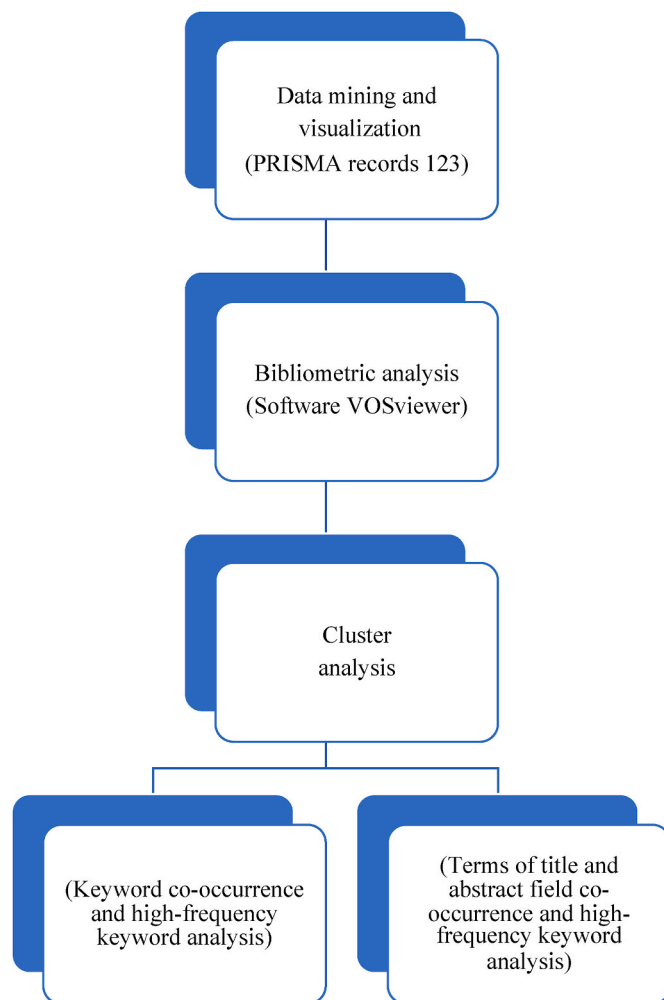 Data mining and
visualization
(PRISMA records 123)
Bibliometric analysis
(Software VOSviewer)
Cluster
analysis
(Keyword co-occurrence
and high-frequency
keyword analysis)
(Terms of title and
abstract field co-
occurrence and high-
frequency keyword
analysis)